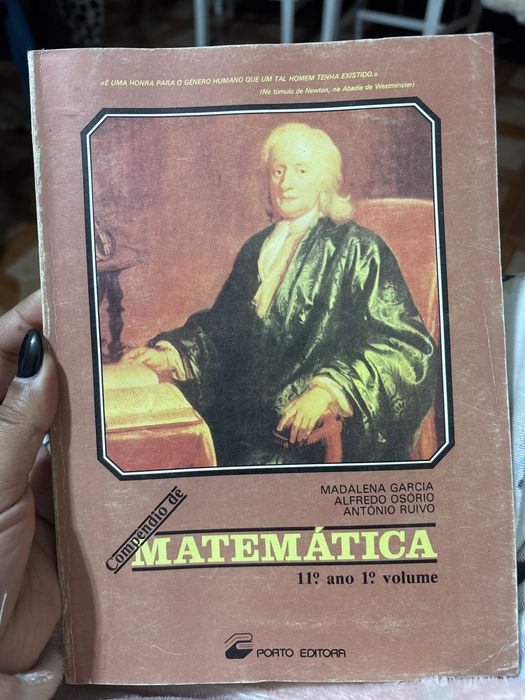 «É UMA HONRA PARA O GÉNERO HUMANO QUE UM TAL HOMEM TENHA EXISTIDO.»
(No túmulo de Newton, na Abadia de Westminster)
MADALENA GARCIA
ALFREDO OSÓRIO
ANTÓNIO RUIVO
Compêndio de
MATEMÁTICA
11º ano 1º volume
PORTO EDITORA